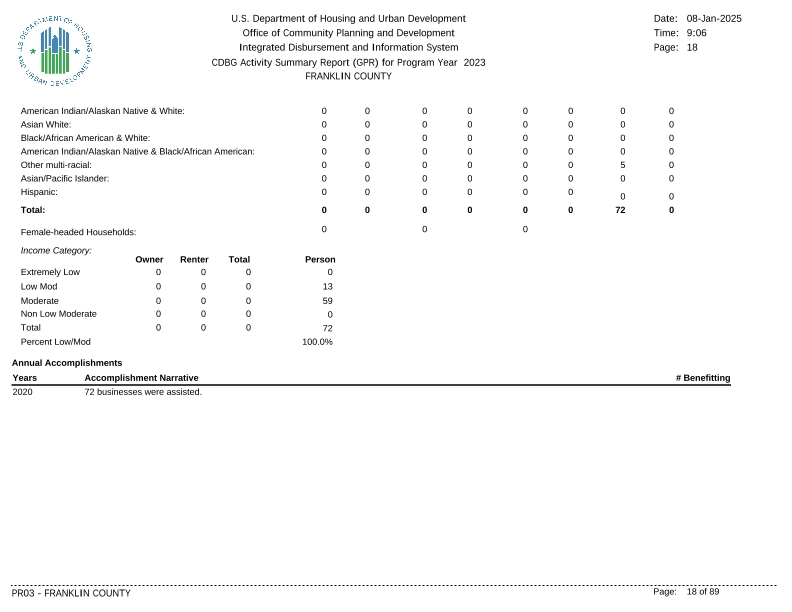 U.S. DEPARTMENT OF HOUSING AND URBAN DEVELOPMENT
U.S. Department of Housing and Urban Development
Office of Community Planning and Development
Integrated Disbursement and Information System
CDBG Activity Summary Report (GPR) for Program Year 2023
FRANKLIN COUNTY
Date: 08-Jan-2025
Time: 9:06
Page: 18
American Indian/Alaskan Native & White: 0 0 0 0 0 0 0 0
Asian White: 0 0 0 0 0 0 0 0
Black/African American & White: 0 0 0 0 0 0 0 0
American Indian/Alaskan Native & Black/African American: 0 0 0 0 0 0 0 0
Other multi-racial: 0 0 0 0 0 0 5 0
Asian/Pacific Islander: 0 0 0 0 0 0 0 0
Hispanic: 0 0 0 0 0 0 0 0
Total: 0 0 0 0 0 0 72 0
Female-headed Households: 0 0 0
Income Category:
Owner Renter Total Person
Extremely Low 0 0 0 0
Low Mod 0 0 0 13
Moderate 0 0 0 59
Non Low Moderate 0 0 0 0
Total 0 0 0 72
Percent Low/Mod 100.0%
Annual Accomplishments
Years Accomplishment Narrative # Benefitting
2020 72 businesses were assisted.
PR03 - FRANKLIN COUNTY Page: 18 of 89